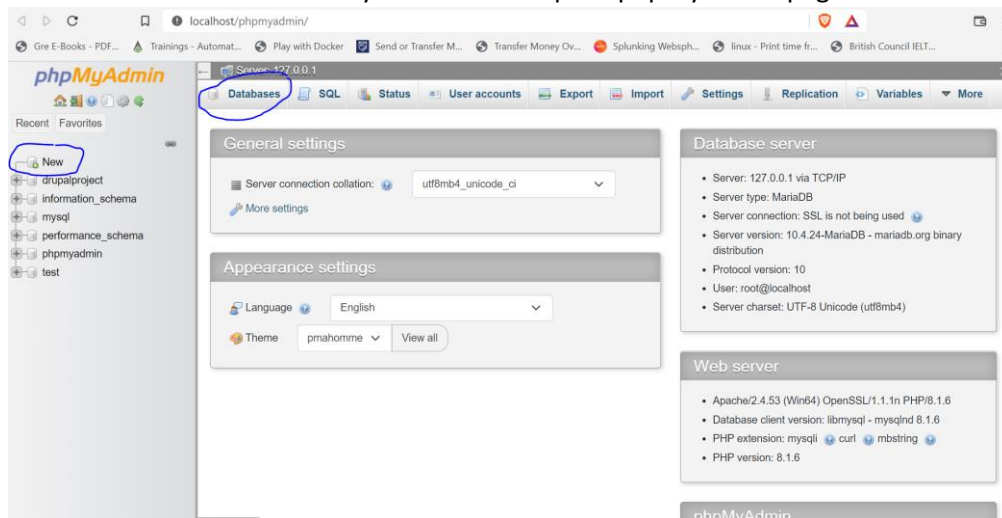 localhost/phpmyadmin/
Gre E-Books - PDF... Trainings - Automat... Play with Docker Send or Transfer M... Transfer Money Ov... Splunking Websph... linux - Print time fr... British Council IELT...
phpMyAdmin
Recent Favorites
New
drupalproject
information_schema
mysql
performance_schema
phpmyadmin
test
Server: 127.0.0.1
Databases SQL Status User accounts Export Import Settings Replication Variables More
General settings
Server connection collation: utf8mb4_unicode_ci
More settings
Appearance settings
Language English
Theme pmahomme View all
Database server
• Server: 127.0.0.1 via TCP/IP
• Server type: MariaDB
• Server connection: SSL is not being used
• Server version: 10.4.24-MariaDB - mariadb.org binary
distribution
• Protocol version: 10
• User: root@localhost
• Server charset: UTF-8 Unicode (utf8mb4)
Web server
• Apache/2.4.53 (Win64) OpenSSL/1.1.1n PHP/8.1.6
• Database client version: libmysql - mysqlnd 8.1.6
• PHP extension: mysqli curl mbstring
• PHP version: 8.1.6
phpMyAdmin